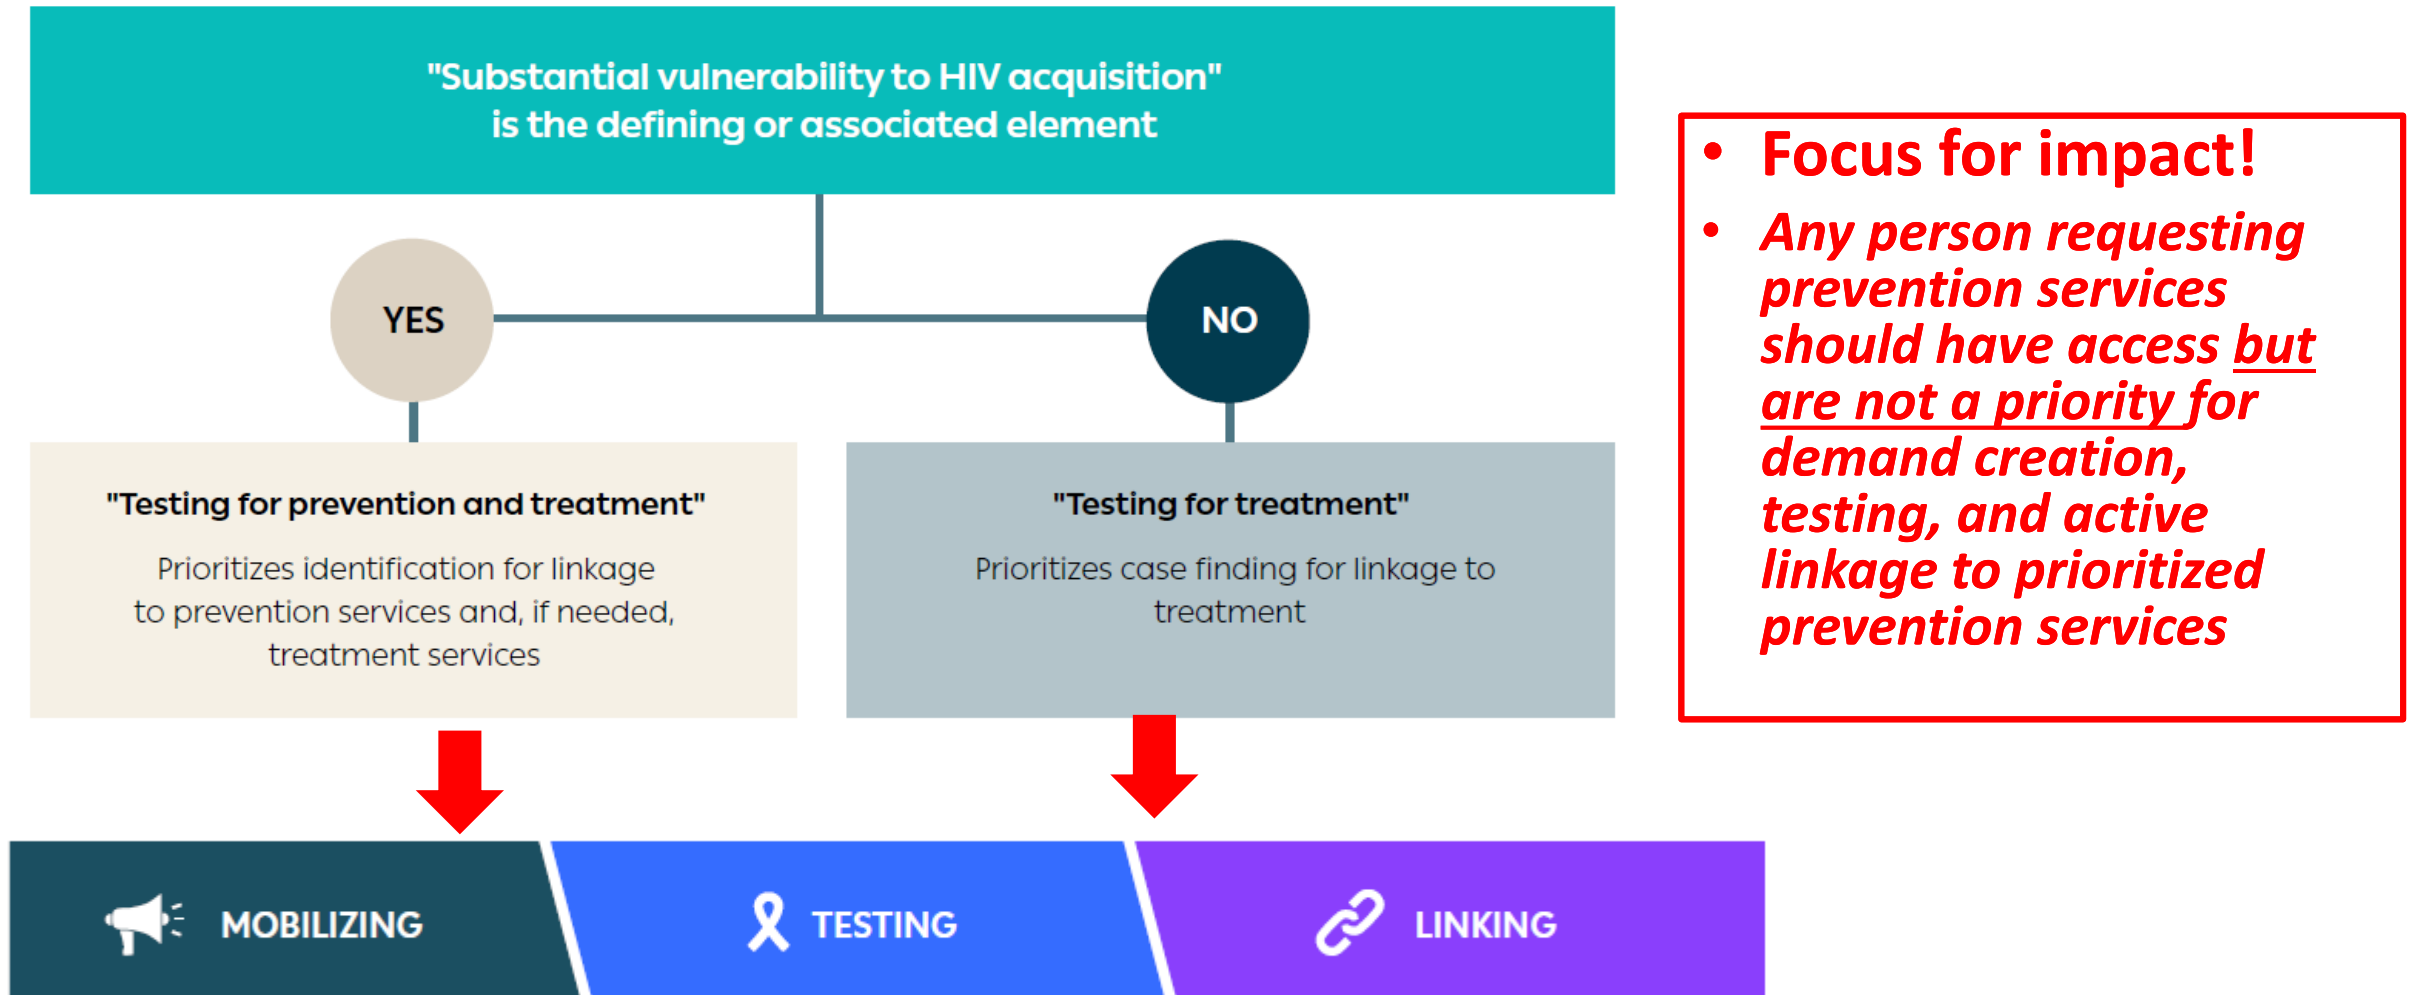 "Substantial vulnerability to HIV acquisition"
is the defining or associated element
YES
NO
"Testing for prevention and treatment"
Prioritizes identification for linkage
to prevention services and, if needed,
treatment services
"Testing for treatment"
Prioritizes case finding for linkage to
treatment
MOBILIZING
TESTING
LINKING
• Focus for impact!
• Any person requesting
prevention services
should have access but
are not a priority for
demand creation,
testing, and active
linkage to prioritized
prevention services